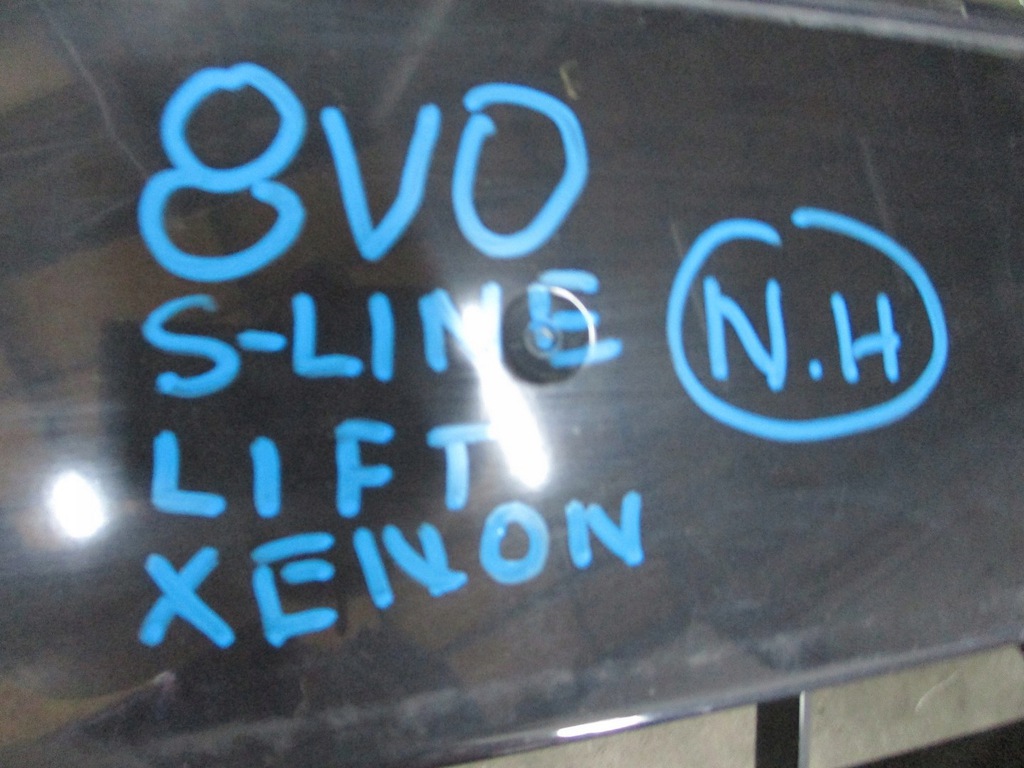 8V0
S-LINE
LIFT
XENON
N.H